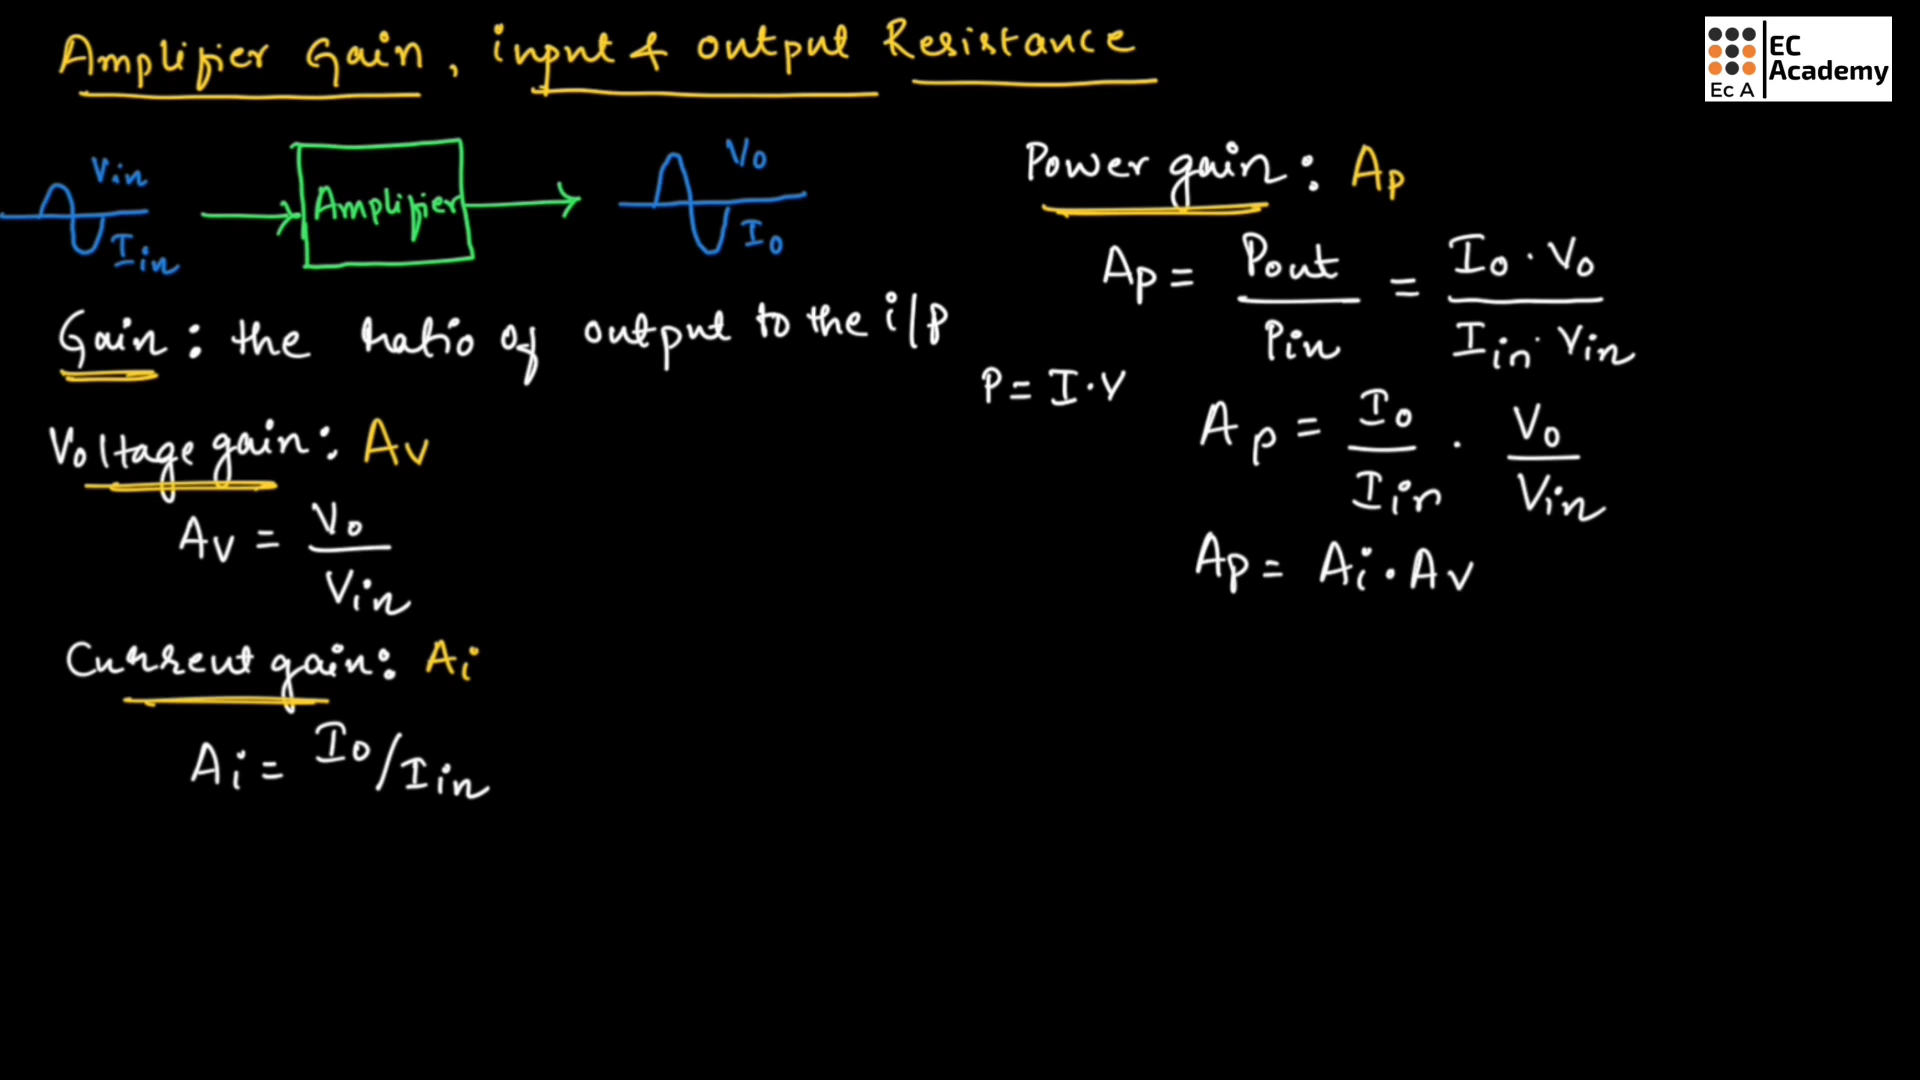 Amplifier Gain, input & output Resistance
EC
Academy
Ec A
Vin
Iin
Amplifier
Vo
Io
Gain: the ratio of output to the i/p
Voltage gain: Av
Av = Vo
Vin
Current gain: Ai
Ai = Io/Iin
Power gain: Ap
Ap = Pout = Io . Vo
Pin Iin . Vin
P = I . V
Ap = Io . Vo
Iin Vin
Ap = Ai . Av